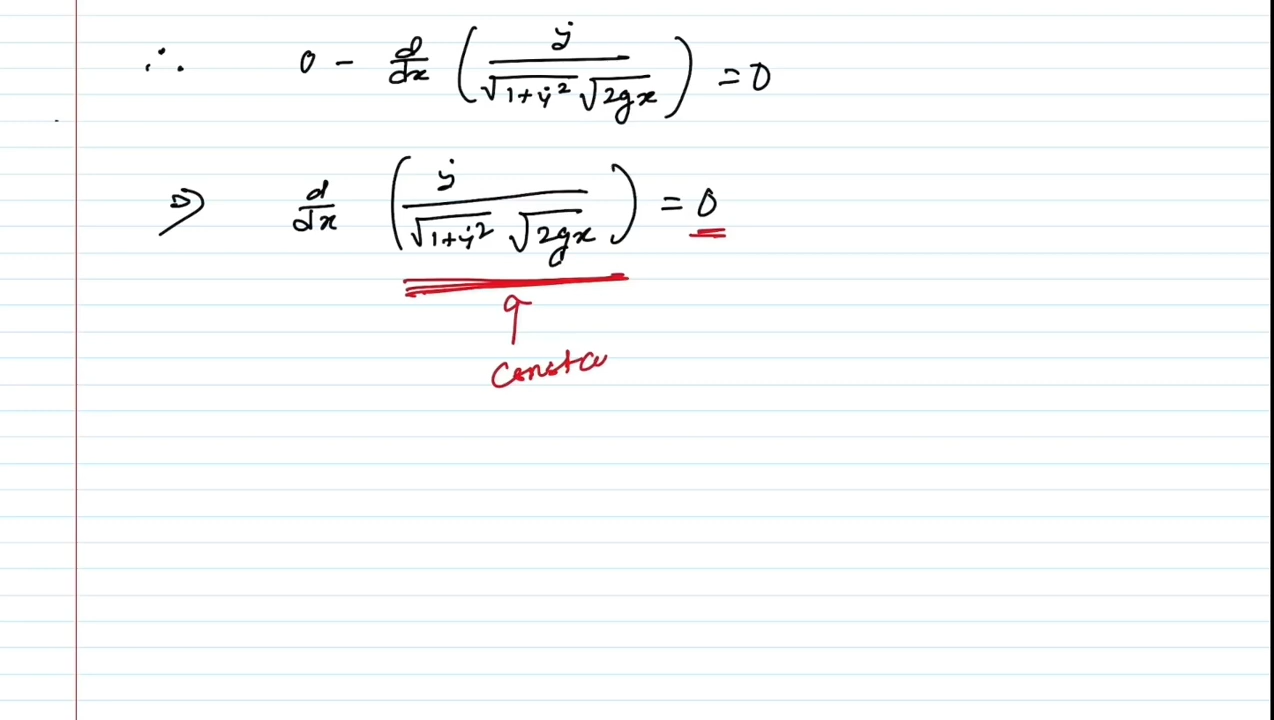 ∴ 0 - d/dx ( ẏ / √(1+ẏ²) √(2gx) ) = 0
⇒ d/dx ( ẏ / √(1+ẏ²) √(2gx) ) = 0
consta